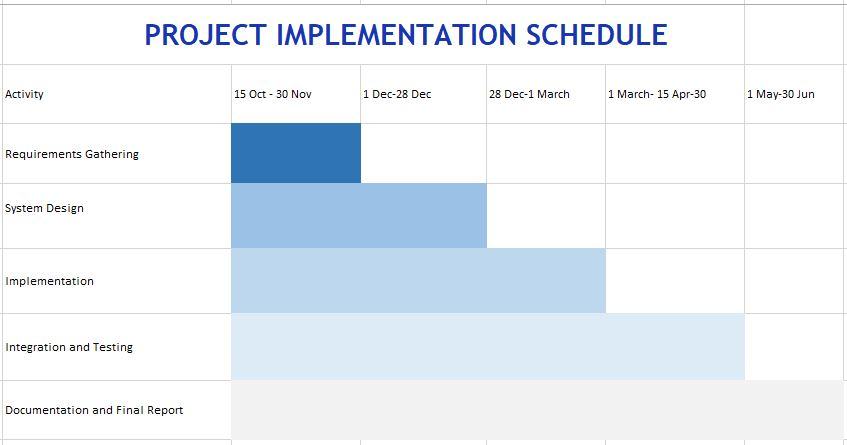 PROJECT IMPLEMENTATION SCHEDULE
Activity 15 Oct - 30 Nov 1 Dec-28 Dec 28 Dec-1 March 1 March- 15 Apr-30 1 May-30 Jun
Requirements Gathering
System Design
Implementation
Integration and Testing
Documentation and Final Report